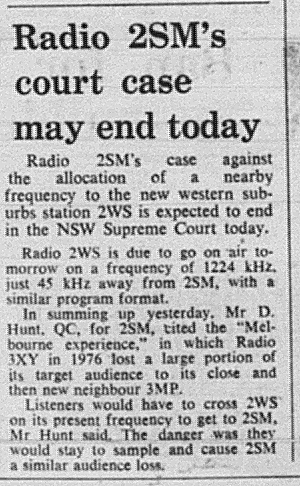 Radio 2SM's
court case
may end today
Radio 2SM's case against
the allocation of a nearby
frequency to the new western sub-
urbs station 2WS is expected to end
in the NSW Supreme Court today.
Radio 2WS is due to go on air to-
morrow on a frequency of 1224 kHz,
just 45 kHz away from 2SM, with a
similar program format.
In summing up yesterday, Mr D.
Hunt, QC, for 2SM, cited the "Mel-
bourne experience," in which Radio
3XY in 1976 lost a large portion of
its target audience to its close and
then new neighbour 3MP.
Listeners would have to cross 2WS
on its present frequency to get to 2SM,
Mr Hunt said. The danger was they
would stay to sample and cause 2SM
a similar audience loss.